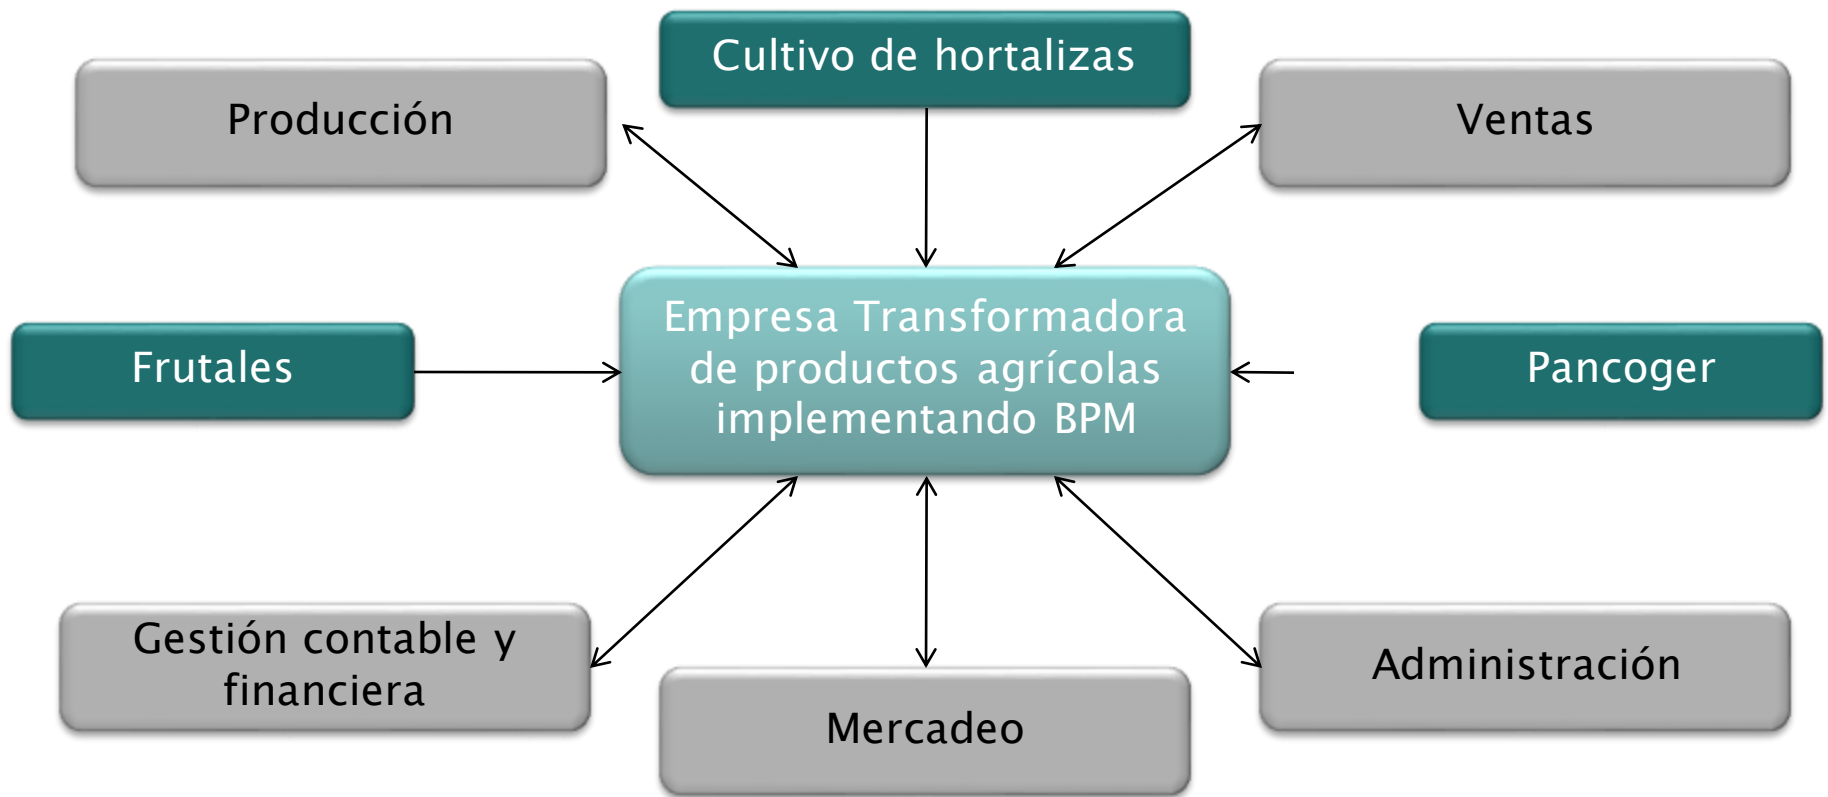 Cultivo de hortalizas
Producción
Ventas
Empresa Transformadora
de productos agrícolas
implementando BPM
Frutales
Pancoger
Gestión contable y
financiera
Mercadeo
Administración